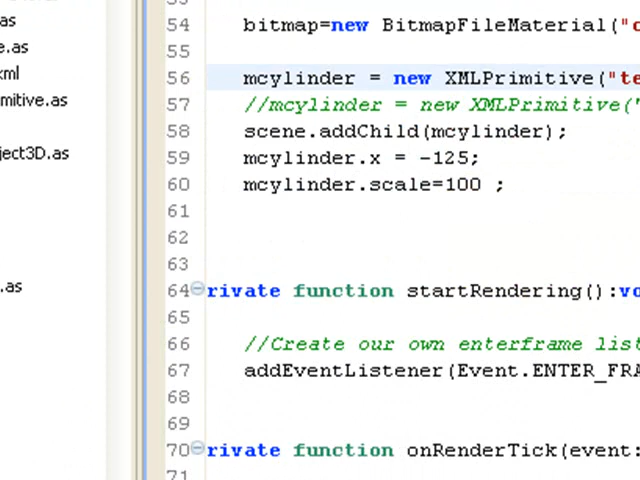 as
e.as
xml
mitive.as
ject3D.as
.as
54 bitmap=new BitmapFileMaterial("
55
56 mcylinder = new XMLPrimitive("te
57 //mcylinder = new XMLPrimitive("
58 scene.addChild(mcylinder);
59 mcylinder.x = -125;
60 mcylinder.scale=100 ;
61
62
63
64 rivate function startRendering():vo
65
66 //Create our own enterframe list
67 addEventListener(Event.ENTER_FRA
68
69
70 rivate function onRenderTick(event:
71